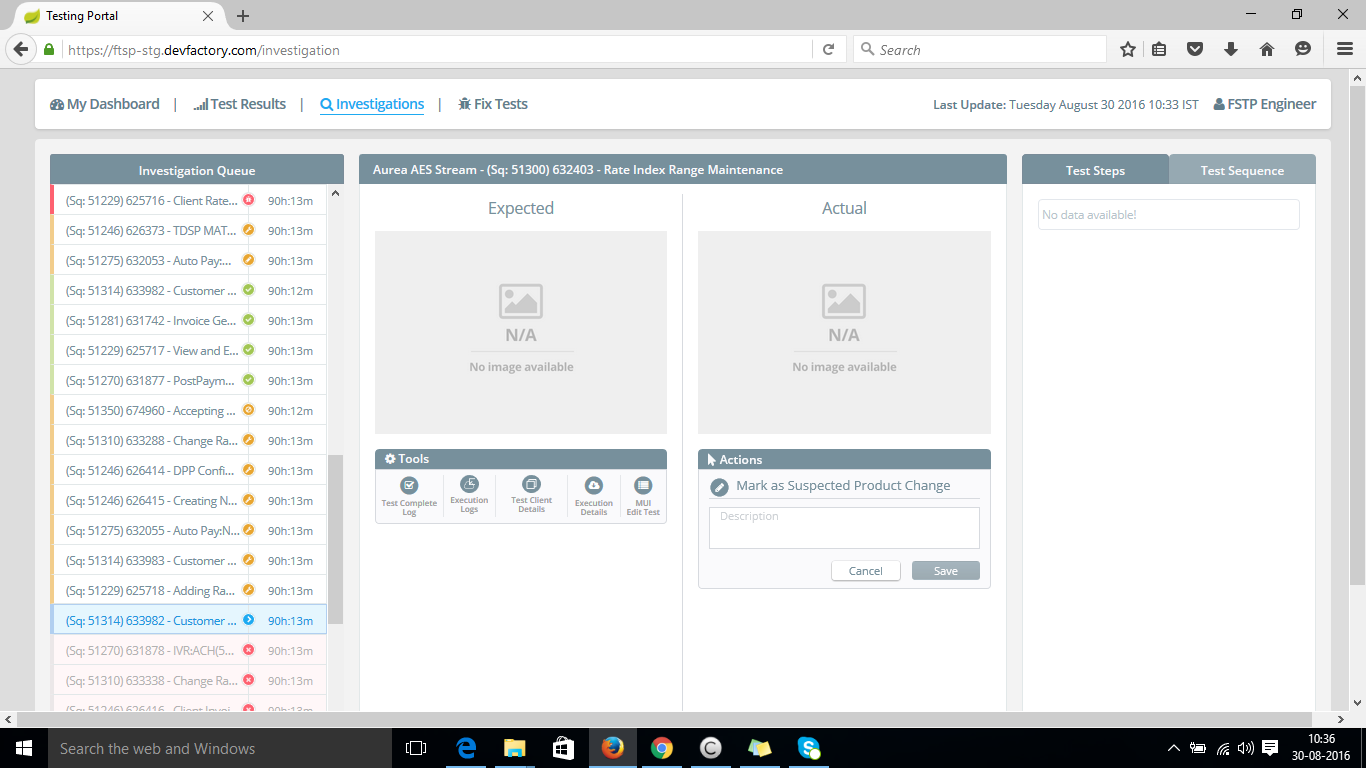 Testing Portal
https://ftsp-stg.devfactory.com/investigation
Search
My Dashboard | Test Results | Investigations | Fix Tests
Last Update: Tuesday August 30 2016 10:33 IST FSTP Engineer
Investigation Queue
(Sq: 51229) 625716 - Client Rate... 90h:13m
(Sq: 51246) 626373 - TDSP MAT... 90h:13m
(Sq: 51275) 632053 - Auto Pay:... 90h:13m
(Sq: 51314) 633982 - Customer ... 90h:12m
(Sq: 51281) 631742 - Invoice Ge... 90h:13m
(Sq: 51229) 625717 - View and E... 90h:13m
(Sq: 51270) 631877 - PostPaym... 90h:13m
(Sq: 51350) 674960 - Accepting ... 90h:12m
(Sq: 51310) 633288 - Change Ra... 90h:13m
(Sq: 51246) 626414 - DPP Confi... 90h:13m
(Sq: 51246) 626415 - Creating N... 90h:13m
(Sq: 51275) 632055 - Auto Pay:N... 90h:13m
(Sq: 51314) 633983 - Customer ... 90h:13m
(Sq: 51229) 625718 - Adding Ra... 90h:13m
(Sq: 51314) 633982 - Customer ... 90h:13m
(Sq: 51270) 631878 - IVR:ACH(5... 90h:13m
(Sq: 51310) 633338 - Change Ra... 90h:13m
(Sq: 51246) 626416 - Client Invoi... 90h:13m
Aurea AES Stream - (Sq: 51300) 632403 - Rate Index Range Maintenance
Expected
N/A
No image available
Actual
N/A
No image available
Tools
Test Complete
Log
Execution
Logs
Test Client
Details
Execution
Details
MUI
Edit Test
Actions
Mark as Suspected Product Change
Description
Cancel Save
Test Steps Test Sequence
No data available!
Search the web and Windows
10:36
30-08-2016